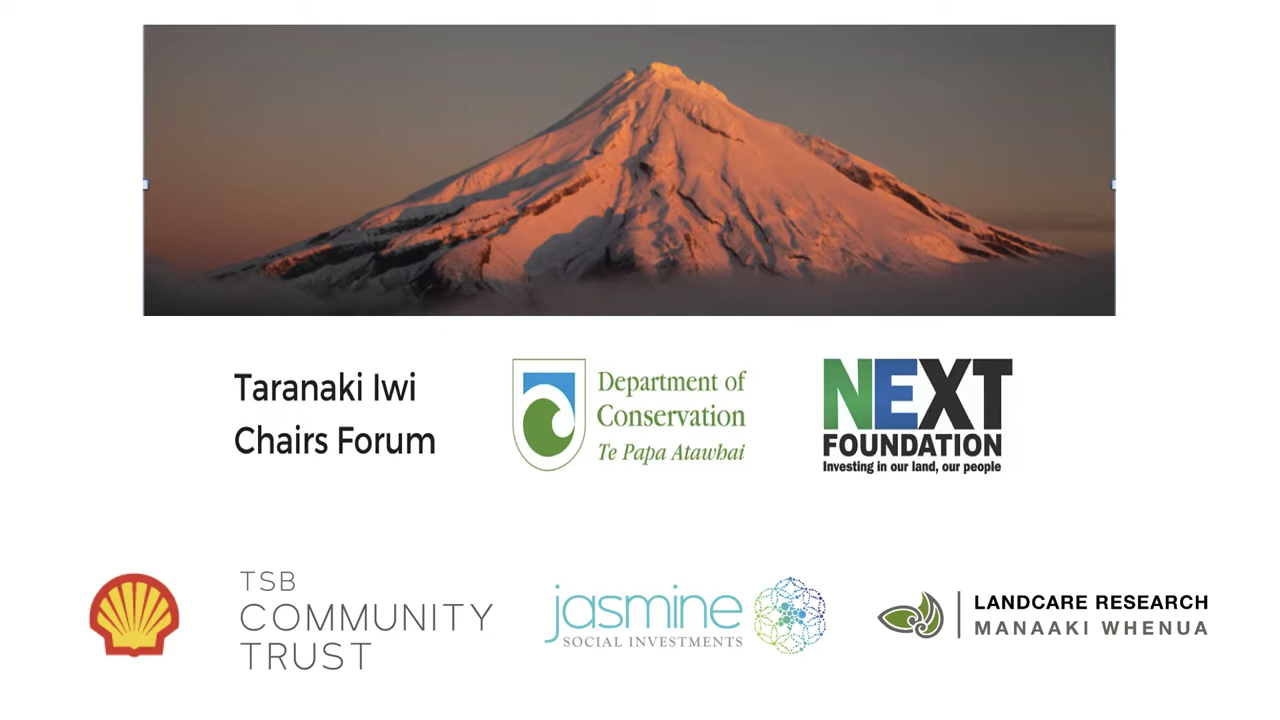 Taranaki Iwi
Chairs Forum
Department of
Conservation
Te Papa Atawhai
NEXT
FOUNDATION
Investing in our land, our people
TSB
COMMUNITY
TRUST
jasmine
SOCIAL INVESTMENTS
LANDCARE RESEARCH
MANAAKI WHENUA